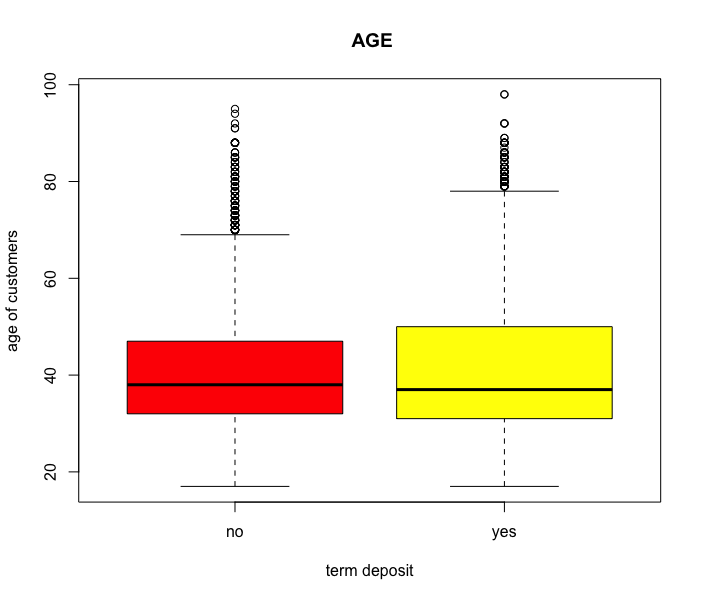 AGE
100
80
60
40
20
age of customers
no
yes
term deposit